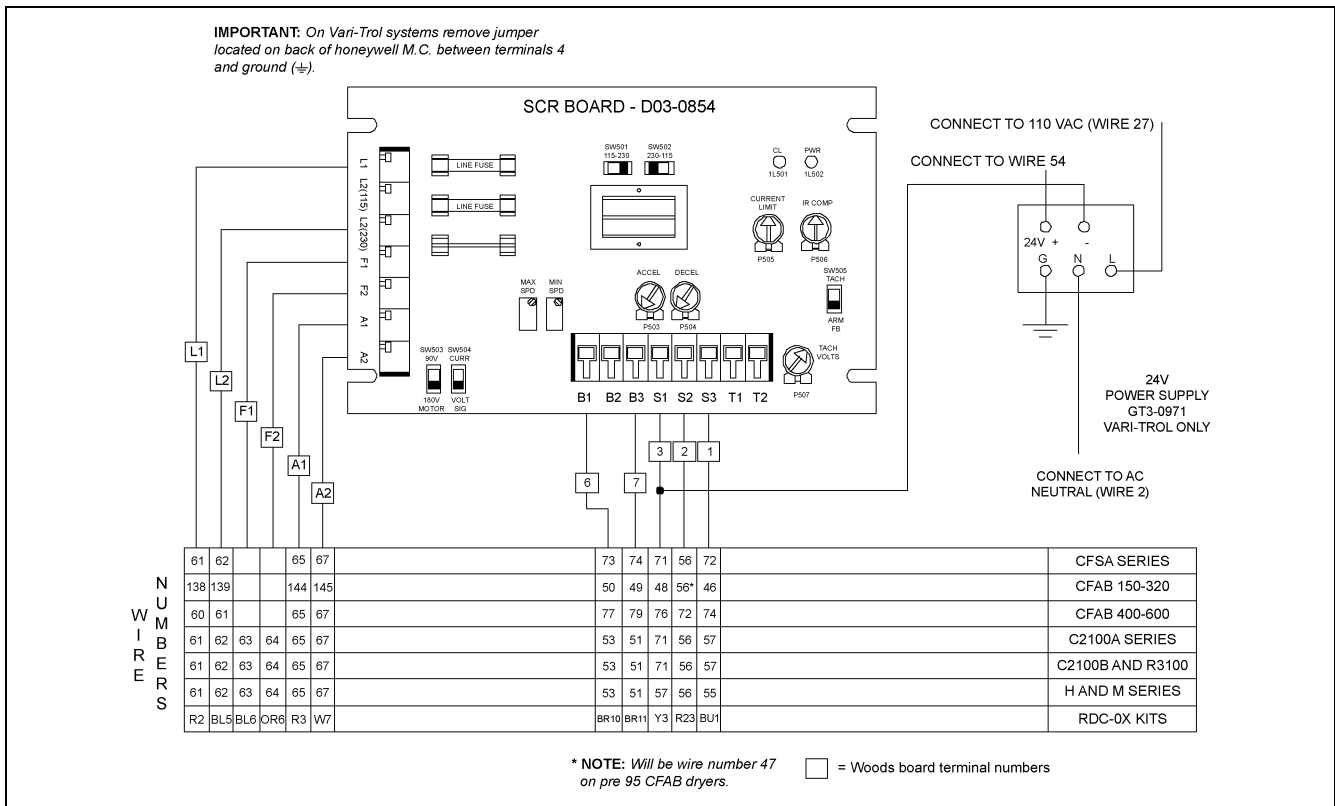 IMPORTANT: On Vari-Trol systems remove jumper
located on back of honeywell M.C. between terminals 4
and ground (⏚).
SCR BOARD - D03-0854
L1
L2(115)
L2(230)
F1
F2
A1
A2
LINE FUSE
LINE FUSE
SW501
115-230
SW502
230-115
CL
1L501
PWR
1L502
CURRENT
LIMIT
P505
IR COMP
P506
MAX
SPD
MIN
SPD
ACCEL
P503
DECEL
P504
SW505
TACH
ARM
FB
TACH
VOLTS
P507
SW503
90V
180V
MOTOR
SW504
CURR
VOLT
SIG
B1 B2 B3 S1 S2 S3 T1 T2
CONNECT TO 110 VAC (WIRE 27)
CONNECT TO WIRE 54
24V + -
G N L
24V
POWER SUPPLY
GT3-0971
VARI-TROL ONLY
CONNECT TO AC
NEUTRAL (WIRE 2)
L1
L2
F1
F2
A1
A2
3 2 1
6 7
WIRE
NUMBERS
61 62 65 67 73 74 71 56 72 CFSA SERIES
138 139 144 145 50 49 48 56* 46 CFAB 150-320
60 61 65 67 77 79 76 72 74 CFAB 400-600
61 62 63 64 65 67 53 51 71 56 57 C2100A SERIES
61 62 63 64 65 67 53 51 71 56 57 C2100B AND R3100
61 62 63 64 65 67 53 51 57 56 55 H AND M SERIES
R2 BL5 BL6 OR6 R3 W7 BR10 BR11 Y3 R23 BU1 RDC-0X KITS
* NOTE: Will be wire number 47
on pre 95 CFAB dryers.
= Woods board terminal numbers